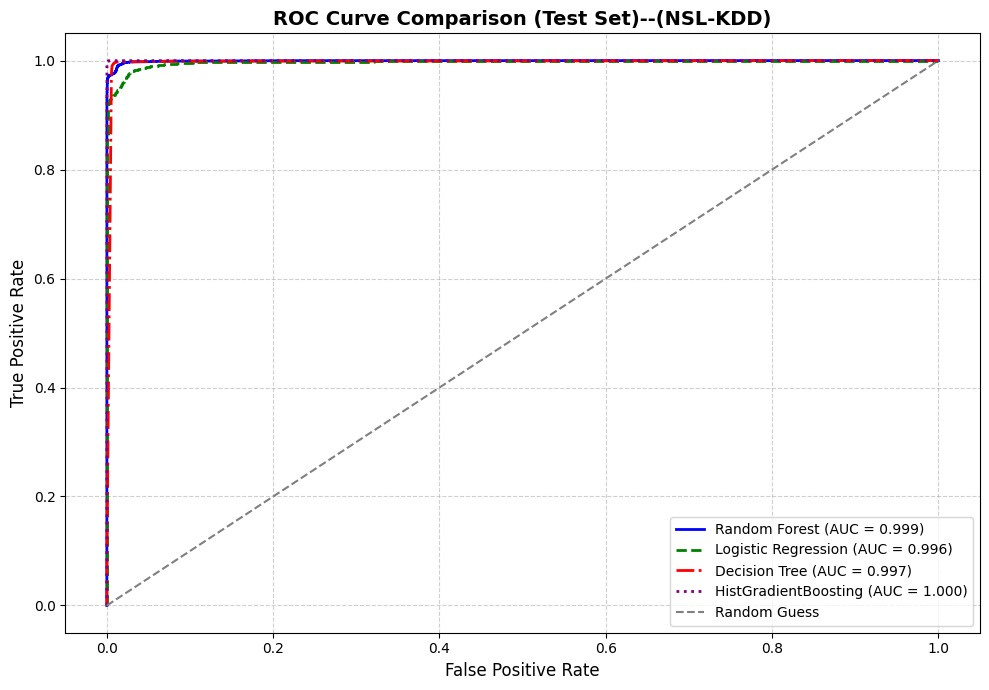 ROC Curve Comparison (Test Set)--(NSL-KDD)
True Positive Rate
1.0
0.8
0.6
0.4
0.2
0.0
Random Forest (AUC = 0.999)
Logistic Regression (AUC = 0.996)
Decision Tree (AUC = 0.997)
HistGradientBoosting (AUC = 1.000)
Random Guess
0.0 0.2 0.4 0.6 0.8 1.0
False Positive Rate